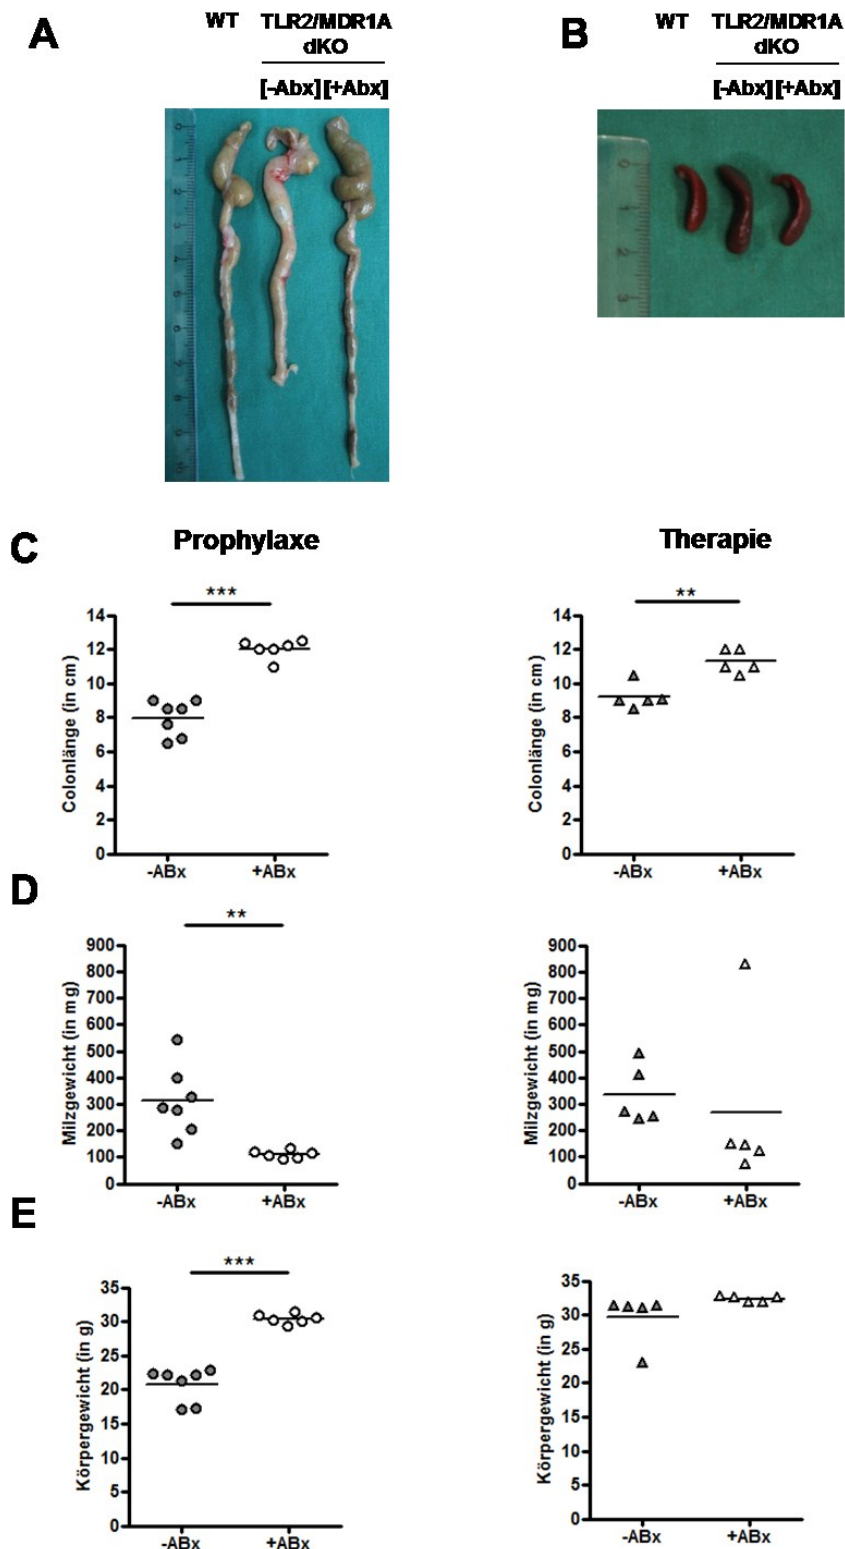 A
WT TLR2/MDR1A
dKO
[-Abx][+Abx]
B
WT TLR2/MDR1A
dKO
[-Abx][+Abx]
0
1
2
3
C
Prophylaxe
***
Colonlänge (in cm)
14
12
10
8
6
4
2
0
-ABx +ABx
Therapie
**
Colonlänge (in cm)
14
12
10
8
6
4
2
0
-ABx +ABx
D
**
Milzgewicht (in mg)
900
800
700
600
500
400
300
200
100
0
-ABx +ABx
Milzgewicht (in mg)
900
800
700
600
500
400
300
200
100
0
-ABx +ABx
E
***
Körpergewicht (in g)
35
30
25
20
15
10
5
0
-ABx +ABx
Körpergewicht (in g)
35
30
25
20
15
10
5
0
-ABx +ABx